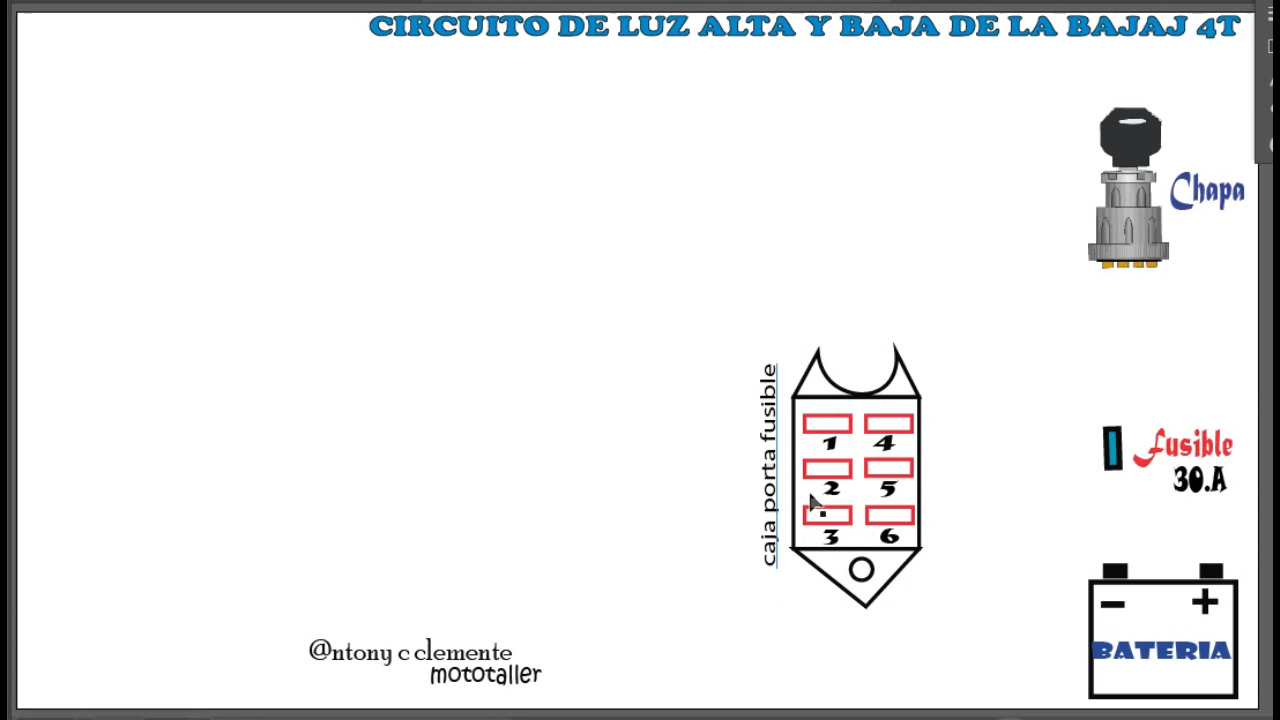 CIRCUITO DE LUZ ALTA Y BAJA DE LA BAJAJ 4T
Chapa
caja porta fusible
1 4
2 5
3 6
fusible
30.A
- +
BATERIA
@ntony c clemente
mototaller